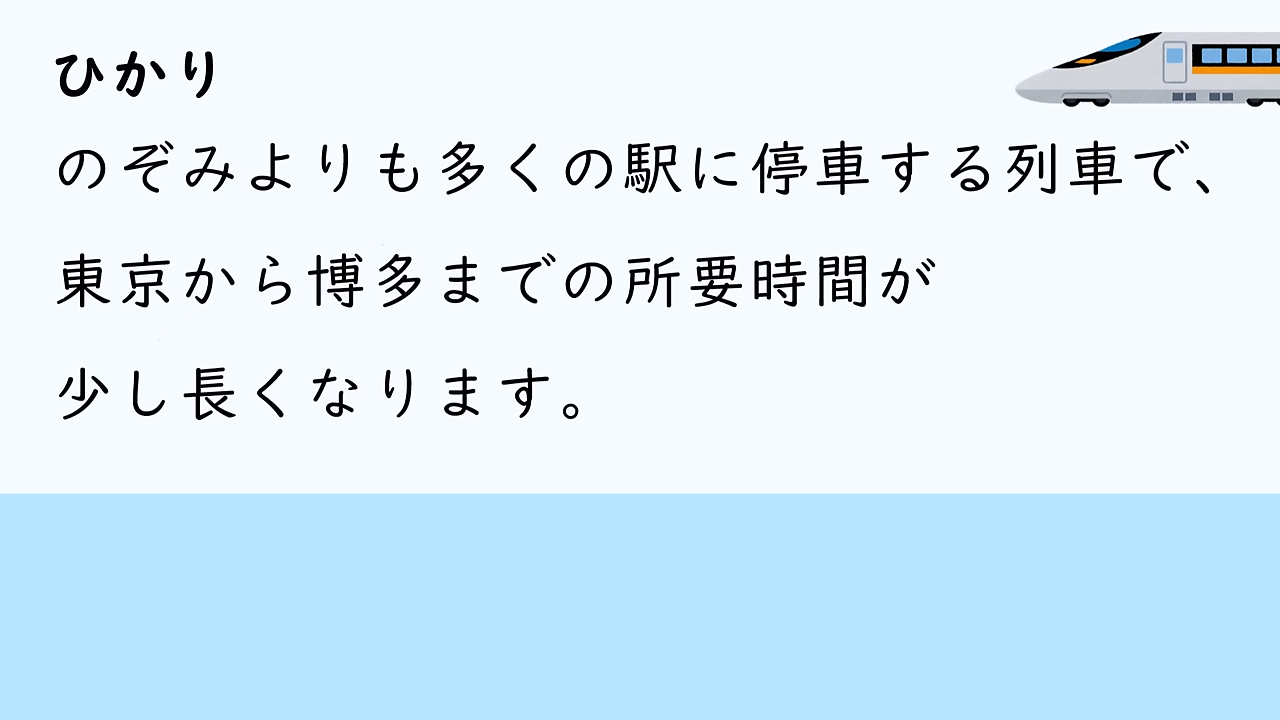 ひかり
のぞみよりも多くの駅に停車する列車で、
東京から博多までの所要時間が
少し長くなります。